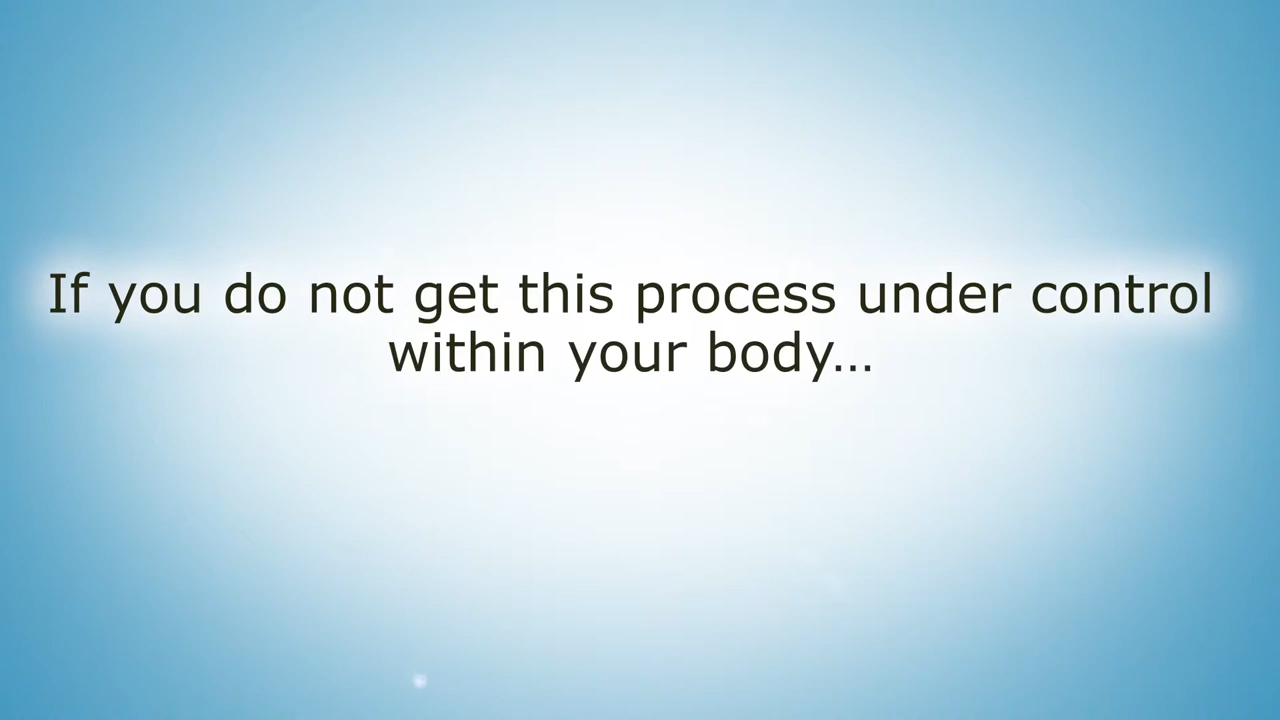 If you do not get this process under control
within your body…